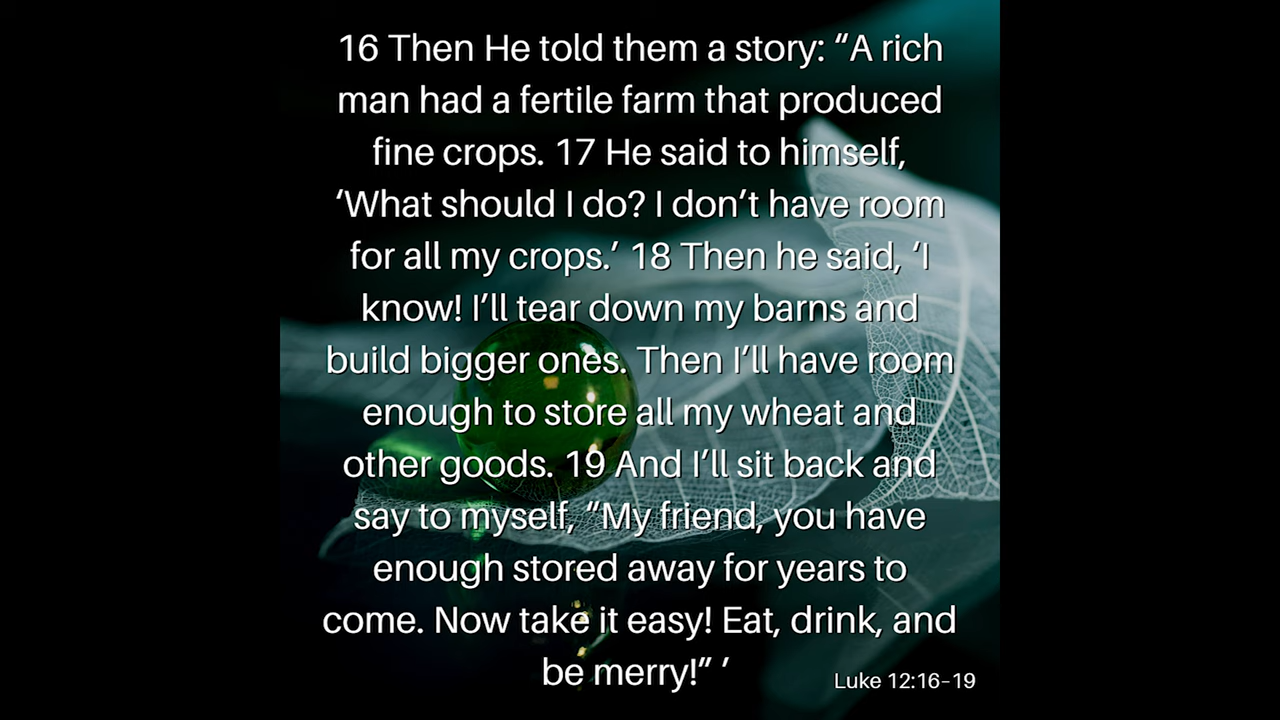 16 Then He told them a story: “A rich
man had a fertile farm that produced
fine crops. 17 He said to himself,
‘What should I do? I don’t have room
for all my crops.’ 18 Then he said, ‘I
know! I’ll tear down my barns and
build bigger ones. Then I’ll have room
enough to store all my wheat and
other goods. 19 And I’ll sit back and
say to myself, “My friend, you have
enough stored away for years to
come. Now take it easy! Eat, drink, and
be merry!” ’
Luke 12:16-19